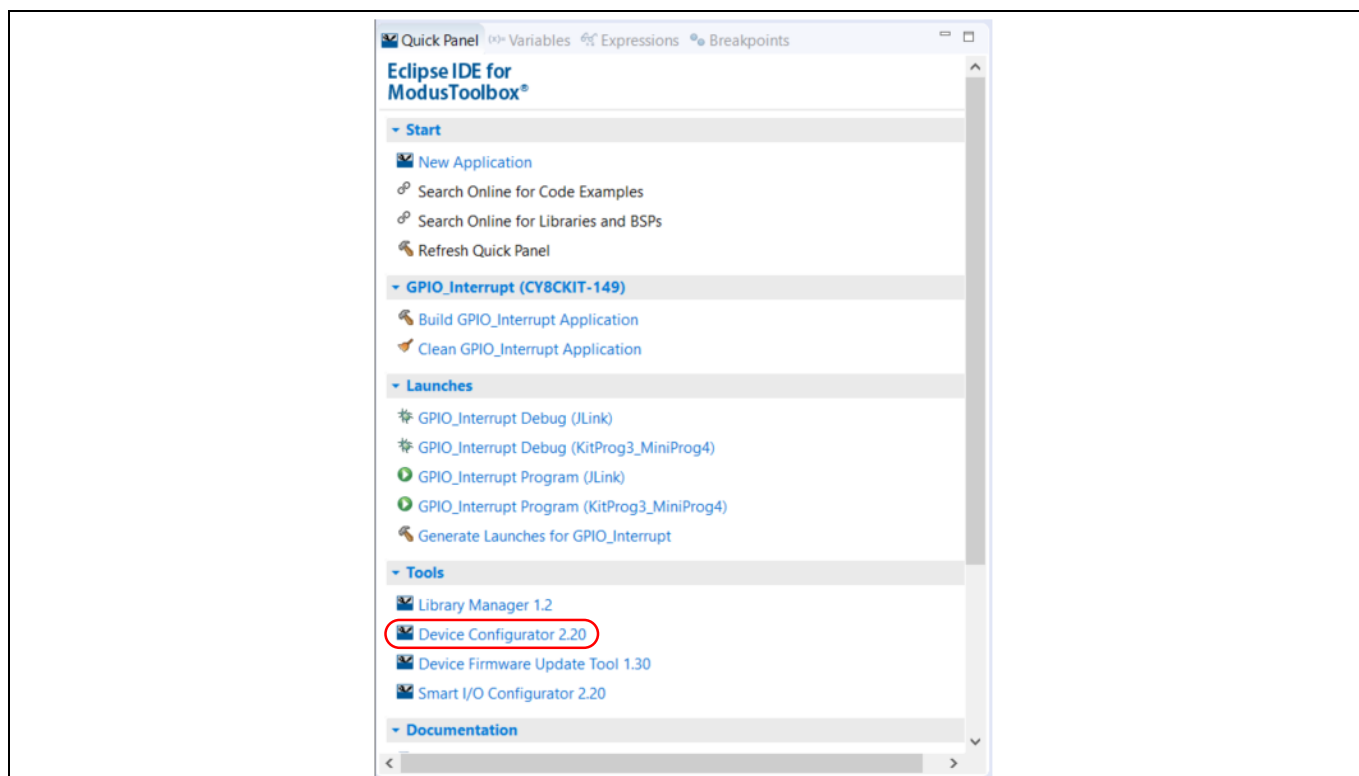 Quick Panel (x)= Variables Expressions Breakpoints
Eclipse IDE for
ModusToolbox®
Start
New Application
Search Online for Code Examples
Search Online for Libraries and BSPs
Refresh Quick Panel
GPIO_Interrupt (CY8CKIT-149)
Build GPIO_Interrupt Application
Clean GPIO_Interrupt Application
Launches
GPIO_Interrupt Debug (JLink)
GPIO_Interrupt Debug (KitProg3_MiniProg4)
GPIO_Interrupt Program (JLink)
GPIO_Interrupt Program (KitProg3_MiniProg4)
Generate Launches for GPIO_Interrupt
Tools
Library Manager 1.2
Device Configurator 2.20
Device Firmware Update Tool 1.30
Smart I/O Configurator 2.20
Documentation